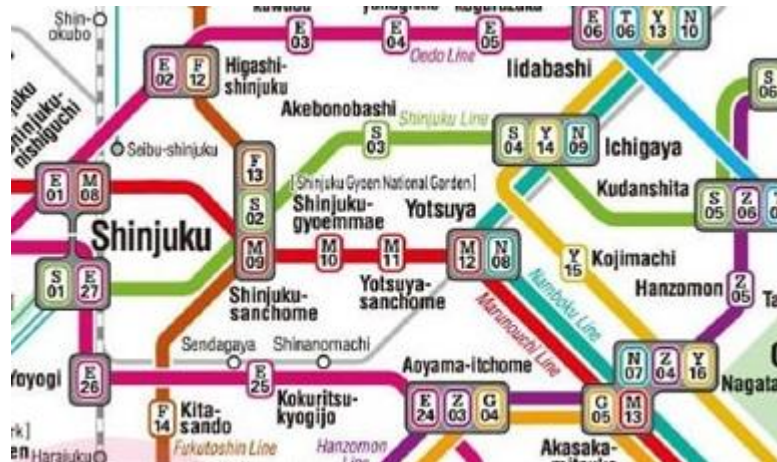 Shin-
okubo
E
03
E
04
E
05
E
06
T
06
Y
13
N
10
Oedo Line
Iidabashi
E
02
F
12
Higashi-
shinjuku
Akebonobashi
Shinjuku Line
S
03
S
04
Y
14
N
09
Ichigaya
S
06
nishiguchi
Seibu-shinjuku
F
13
S
02
M
09
[Shinjuku Gyoen National Garden]
Shinjuku-
gyoemmae
Yotsuya
Kudanshita
S
05
Z
06
E
01
M
08
Shinjuku
M
10
M
11
M
12
N
08
Y
15
Kojimachi
S
01
E
27
Shinjuku-
sanchome
Yotsuya-
sanchome
Namboku Line
Marunouchi Line
Hanzomon
Z
05
Sendagaya
Shinanomachi
Yoyogi
E
26
E
25
Kokuritsu-
kyogijo
Aoyama-itchome
N
07
Z
04
Y
16
Nagata
F
14
Kita-
sando
E
24
Z
03
G
04
G
05
M
13
Fukutoshin Line
Hanzomon
Line
Akasaka-
Harajuku